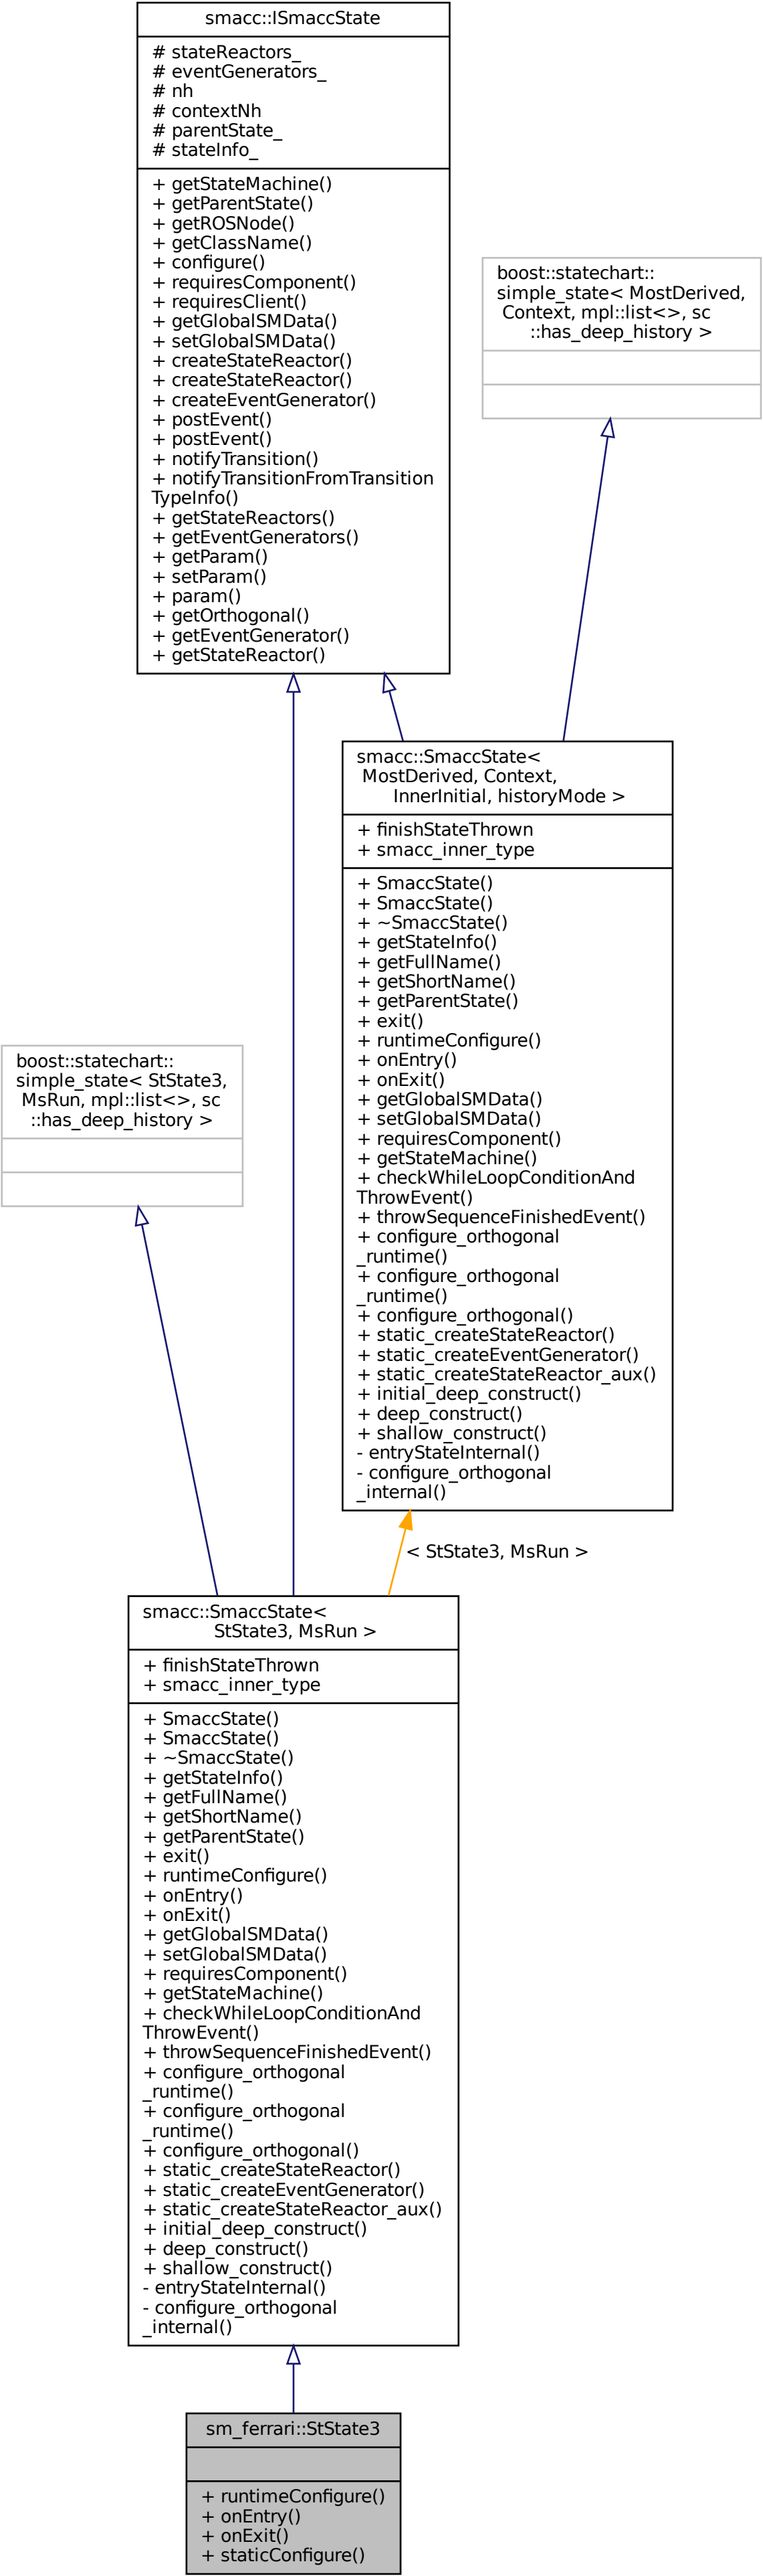 smacc::ISmaccState
# stateReactors_
# eventGenerators_
# nh
# contextNh
# parentState_
# stateInfo_
+ getStateMachine()
+ getParentState()
+ getROSNode()
+ getClassName()
+ configure()
+ requiresComponent()
+ requiresClient()
+ getGlobalSMData()
+ setGlobalSMData()
+ createStateReactor()
+ createStateReactor()
+ createEventGenerator()
+ postEvent()
+ postEvent()
+ notifyTransition()
+ notifyTransitionFromTransition
TypeInfo()
+ getStateReactors()
+ getEventGenerators()
+ getParam()
+ setParam()
+ param()
+ getOrthogonal()
+ getEventGenerator()
+ getStateReactor()
boost::statechart::
simple_state< MostDerived,
Context, mpl::list<>, sc
::has_deep_history >
smacc::SmaccState<
MostDerived, Context,
InnerInitial, historyMode >
+ finishStateThrown
+ smacc_inner_type
+ SmaccState()
+ SmaccState()
+ ~SmaccState()
+ getStateInfo()
+ getFullName()
+ getShortName()
+ getParentState()
+ exit()
+ runtimeConfigure()
+ onEntry()
+ onExit()
+ getGlobalSMData()
+ setGlobalSMData()
+ requiresComponent()
+ getStateMachine()
+ checkWhileLoopConditionAnd
ThrowEvent()
+ throwSequenceFinishedEvent()
+ configure_orthogonal
_runtime()
+ configure_orthogonal
_runtime()
+ configure_orthogonal()
+ static_createStateReactor()
+ static_createEventGenerator()
+ static_createStateReactor_aux()
+ initial_deep_construct()
+ deep_construct()
+ shallow_construct()
- entryStateInternal()
- configure_orthogonal
_internal()
boost::statechart::
simple_state< StState3,
MsRun, mpl::list<>, sc
::has_deep_history >
< StState3, MsRun >
smacc::SmaccState<
StState3, MsRun >
+ finishStateThrown
+ smacc_inner_type
+ SmaccState()
+ SmaccState()
+ ~SmaccState()
+ getStateInfo()
+ getFullName()
+ getShortName()
+ getParentState()
+ exit()
+ runtimeConfigure()
+ onEntry()
+ onExit()
+ getGlobalSMData()
+ setGlobalSMData()
+ requiresComponent()
+ getStateMachine()
+ checkWhileLoopConditionAnd
ThrowEvent()
+ throwSequenceFinishedEvent()
+ configure_orthogonal
_runtime()
+ configure_orthogonal
_runtime()
+ configure_orthogonal()
+ static_createStateReactor()
+ static_createEventGenerator()
+ static_createStateReactor_aux()
+ initial_deep_construct()
+ deep_construct()
+ shallow_construct()
- entryStateInternal()
- configure_orthogonal
_internal()
sm_ferrari::StState3
+ runtimeConfigure()
+ onEntry()
+ onExit()
+ staticConfigure()